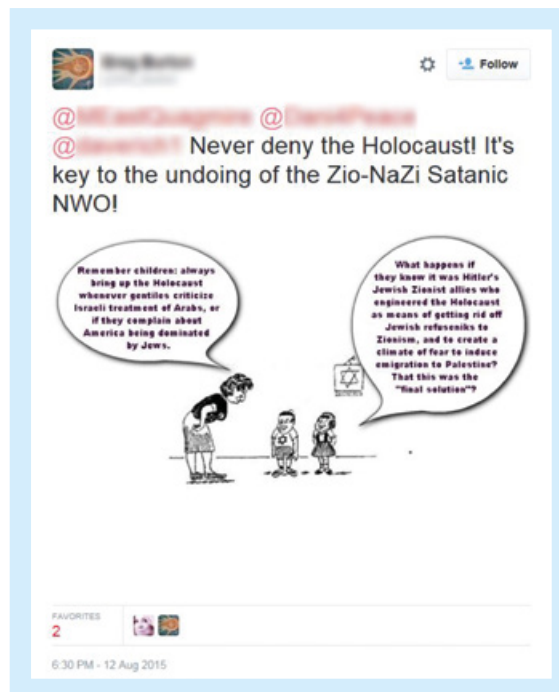 Follow
@ @
@ Never deny the Holocaust! It's
key to the undoing of the Zio-NaZi Satanic
NWO!
Remember children: always
bring up the Holocaust
whenever gentiles criticize
Israeli treatment of Arabs, or
if they complain about
America being dominated
by Jews.
What happens if
they know it was Hitler's
Jewish Zionist allies who
engineered the Holocaust
as means of getting rid off
Jewish refuseniks to
Zionism, and to create a
climate of fear to induce
emigration to Palestine?
That this was the
"final solution"?
FAVORITES
2
6:30 PM - 12 Aug 2015